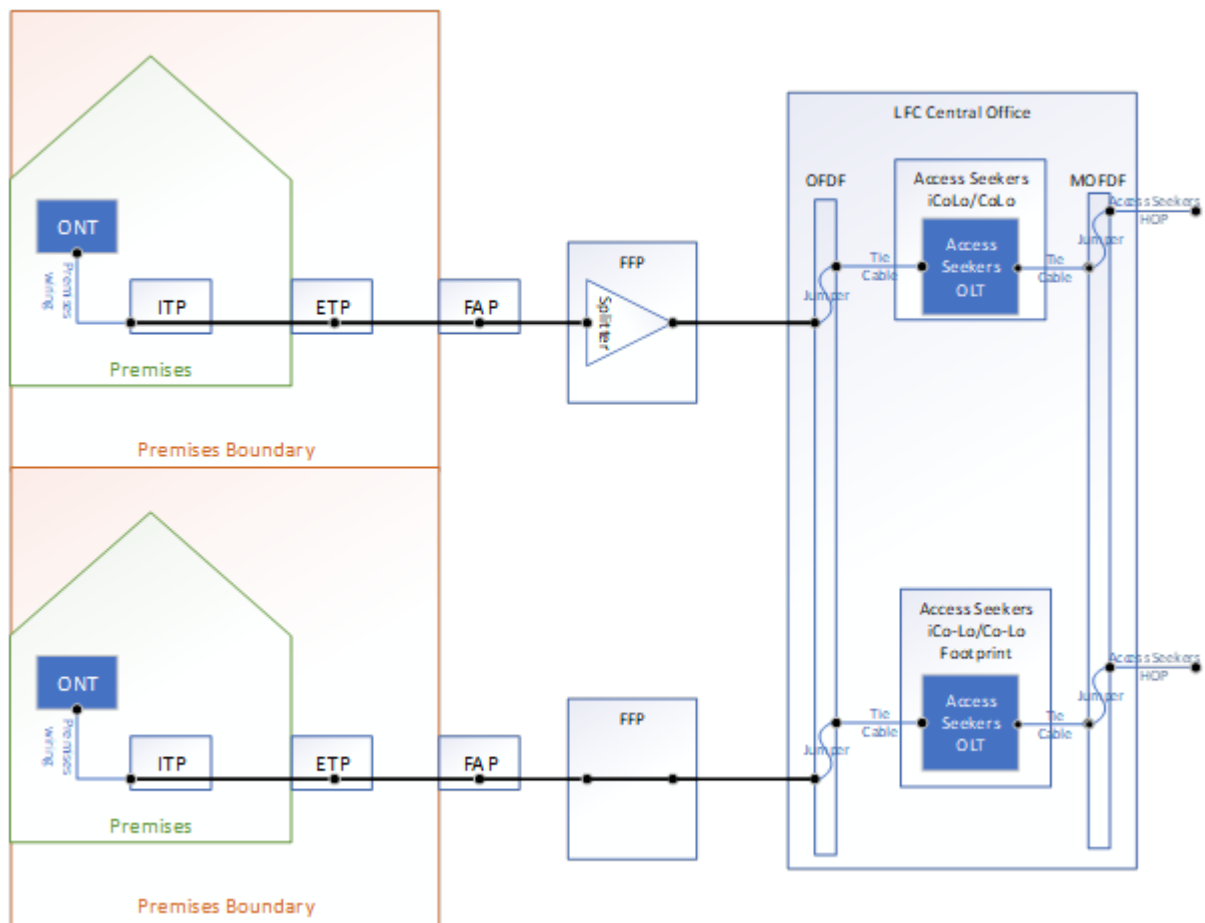 LFC Central Office
OFDF
Access Seekers
iCoLo/CoLo
MOFDF
Access Seekers
HOP
ONT
Premises
wiring
ITP
ETP
FAP
FFP
Splitter
Jumper
Tie
Cable
Access
Seekers
OLT
Tie
Cable
Jumper
Premises
Premises Boundary
Access Seekers
iCo-Lo/Co-Lo
Footprint
Access Seekers
HOP
ONT
Premises
wiring
ITP
ETP
FAP
FFP
Jumper
Tie
Cable
Access
Seekers
OLT
Tie
Cable
Jumper
Premises
Premises Boundary